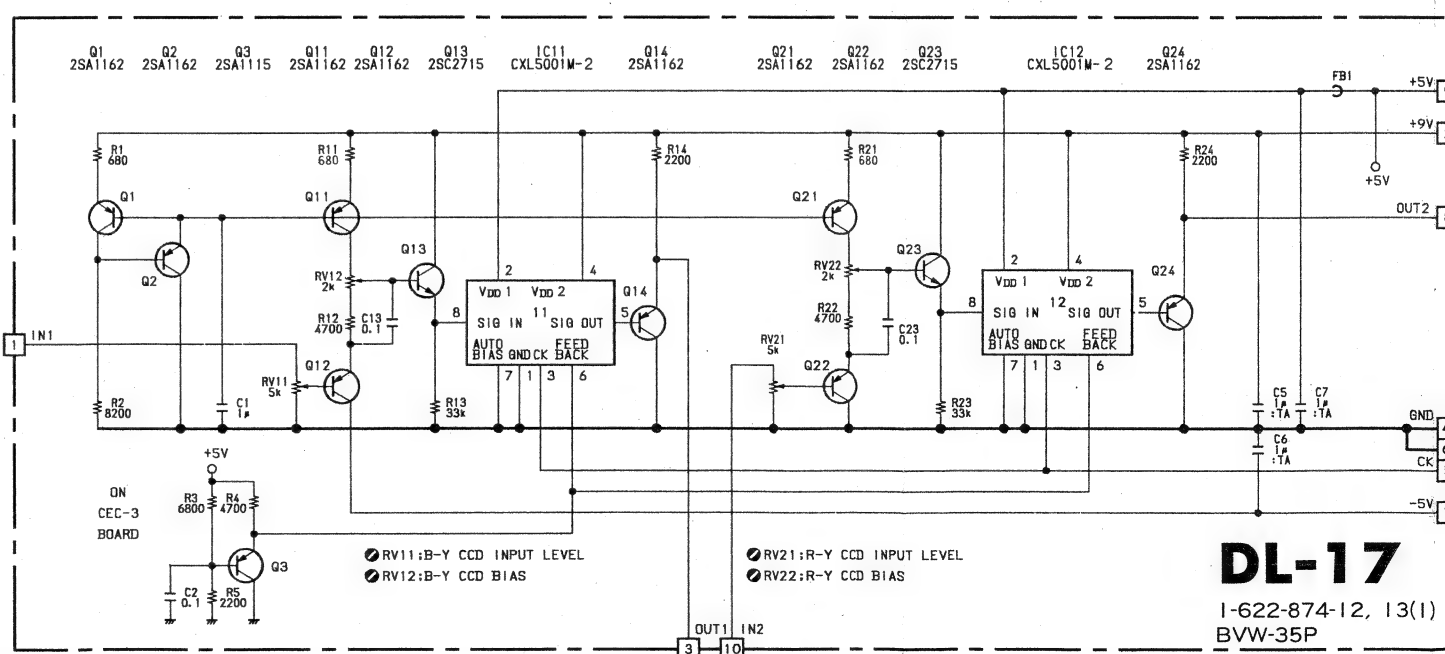 Q1 Q2 Q3 Q11 Q12 Q13 IC11 Q14 Q21 Q22 Q23 IC12 Q24
2SA1162 2SA1162 2SA1115 2SA1162 2SA1162 2SC2715 CXL5001M-2 2SA1162 2SA1162 2SA1162 2SC2715 CXL5001M-2 2SA1162
FB1
+5V
+9V
R1
680
R11
680
R14
2200
R21
680
R24
2200
+5V
Q1
Q11
Q21
OUT2
Q2
Q13
Q23
RV12
2k
RV22
2k
R12
4700
C13
0.1
R22
4700
C23
0.1
2 4
VDD 1 VDD 2
8 11 5
SIG IN SIG OUT
AUTO BIAS GND CK FEED BACK
7 1 3 6
Q14
2 4
VDD 1 VDD 2
8 12 5
SIG IN SIG OUT
AUTO BIAS GND CK FEED BACK
7 1 3 6
Q24
1 IN1
RV11
5k
Q12
RV21
5k
Q22
R2
8200
C1
1μ
R13
33k
R23
33k
C5
1μ
:TA
C7
1μ
:TA
C6
1μ
:TA
GND
CK
-5V
+5V
ON
CEC-3
BOARD
R3
6800
R4
4700
Q3
C2
0.1
R5
2200
RV11;B-Y CCD INPUT LEVEL
RV12;B-Y CCD BIAS
RV21;R-Y CCD INPUT LEVEL
RV22;R-Y CCD BIAS
OUT1 IN2
3 10
DL-17
1-622-874-12, 13(1)
BVW-35P